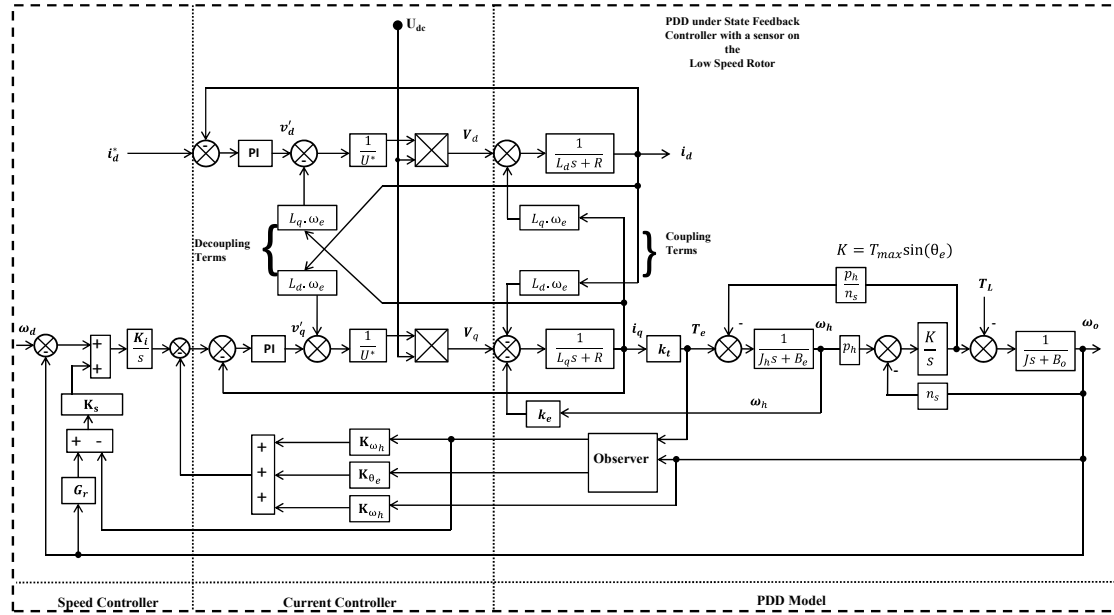 U_dc
PDD under State Feedback
Controller with a sensor on
the
Low Speed Rotor
i_d^*
-
PI
v_d′
-
1/U*
V_d
1/(L_d s + R)
i_d
L_q. ω_e
Decoupling
Terms
L_d. ω_e
L_q. ω_e
Coupling
Terms
L_d. ω_e
K = T_max sin(θ_e)
p_h/n_s
T_L
ω_d
-
+
+
K_i/s
-
-
PI
v_q′
1/U*
V_q
-
-
1/(L_q s + R)
i_q
k_t
T_e
-
1/(J_h s + B_e)
ω_h
p_h
-
K/s
-
1/(Js + B_o)
ω_o
n_s
k_e
ω_h
K_s
+ -
G_r
+
+
+
K_ω_h
K_θ_e
K_ω_h
Observer
Speed Controller
Current Controller
PDD Model